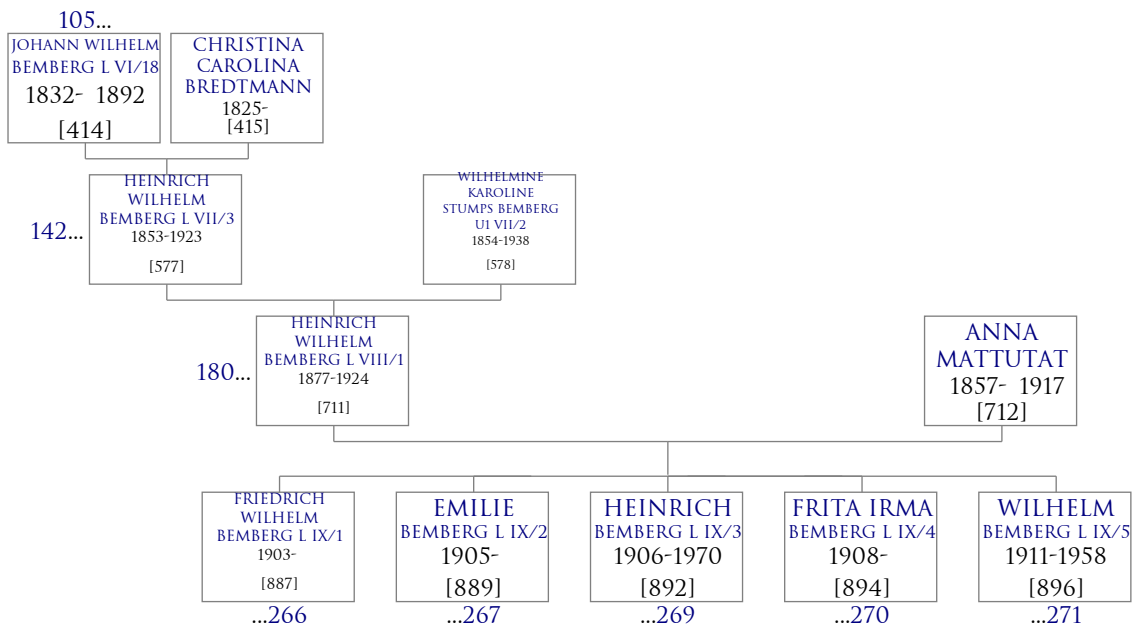 105...
JOHANN WILHELM
BEMBERG L VI/18
1832- 1892
[414]
CHRISTINA
CAROLINA
BREDTMANN
1825-
[415]
142...
HEINRICH
WILHELM
BEMBERG L VII/3
1853-1923
[577]
WILHELMINE
KAROLINE
STUMPS BEMBERG
U1 VII/2
1854-1938
[578]
180...
HEINRICH
WILHELM
BEMBERG L VIII/1
1877-1924
[711]
ANNA
MATTUTAT
1857- 1917
[712]
FRIEDRICH
WILHELM
BEMBERG L IX/1
1903-
[887]
...266
EMILIE
BEMBERG L IX/2
1905-
[889]
...267
HEINRICH
BEMBERG L IX/3
1906-1970
[892]
...269
FRITA IRMA
BEMBERG L IX/4
1908-
[894]
...270
WILHELM
BEMBERG L IX/5
1911-1958
[896]
...271